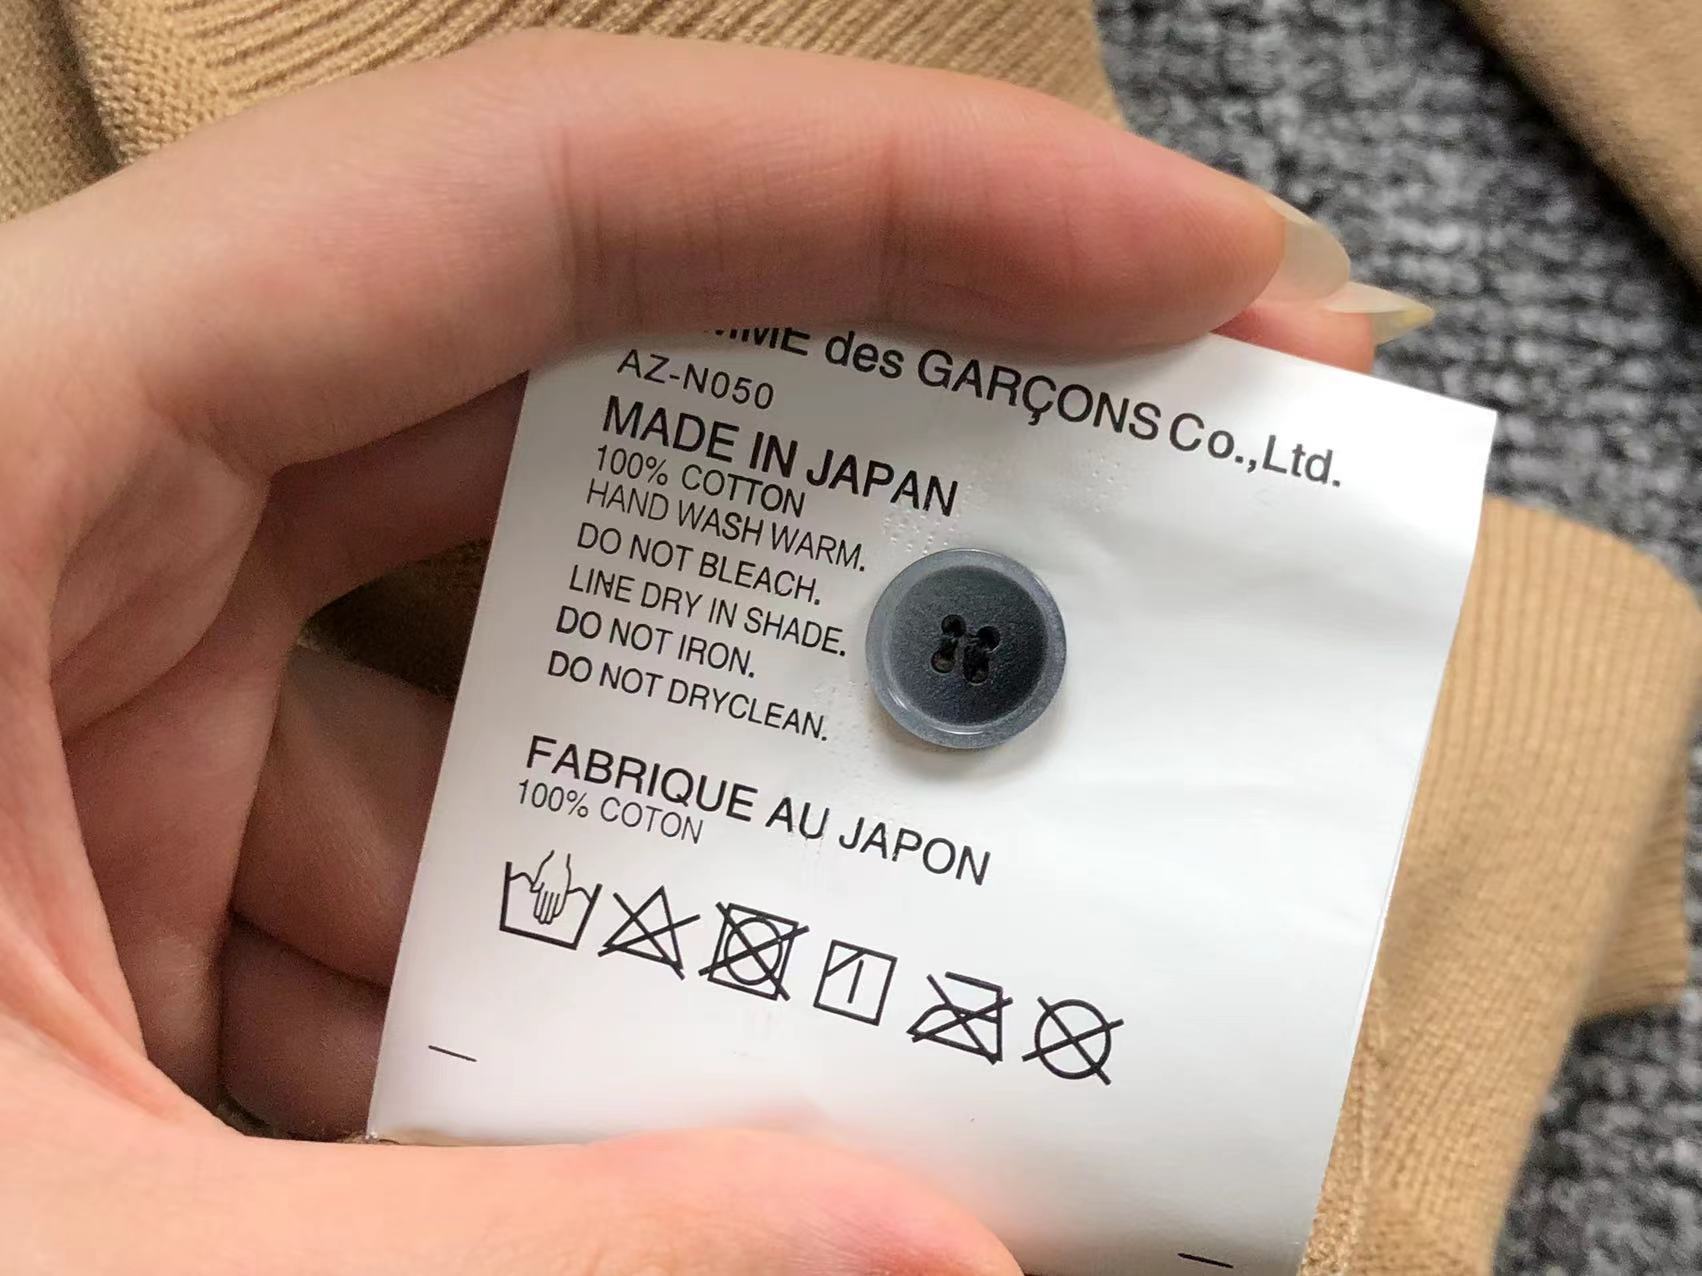 des GARÇONS Co.,Ltd.
AZ-N050
MADE IN JAPAN
100% COTTON
HAND WASH WARM.
DO NOT BLEACH.
LINE DRY IN SHADE.
DO NOT IRON.
DO NOT DRYCLEAN.
FABRIQUE AU JAPON
100% COTON